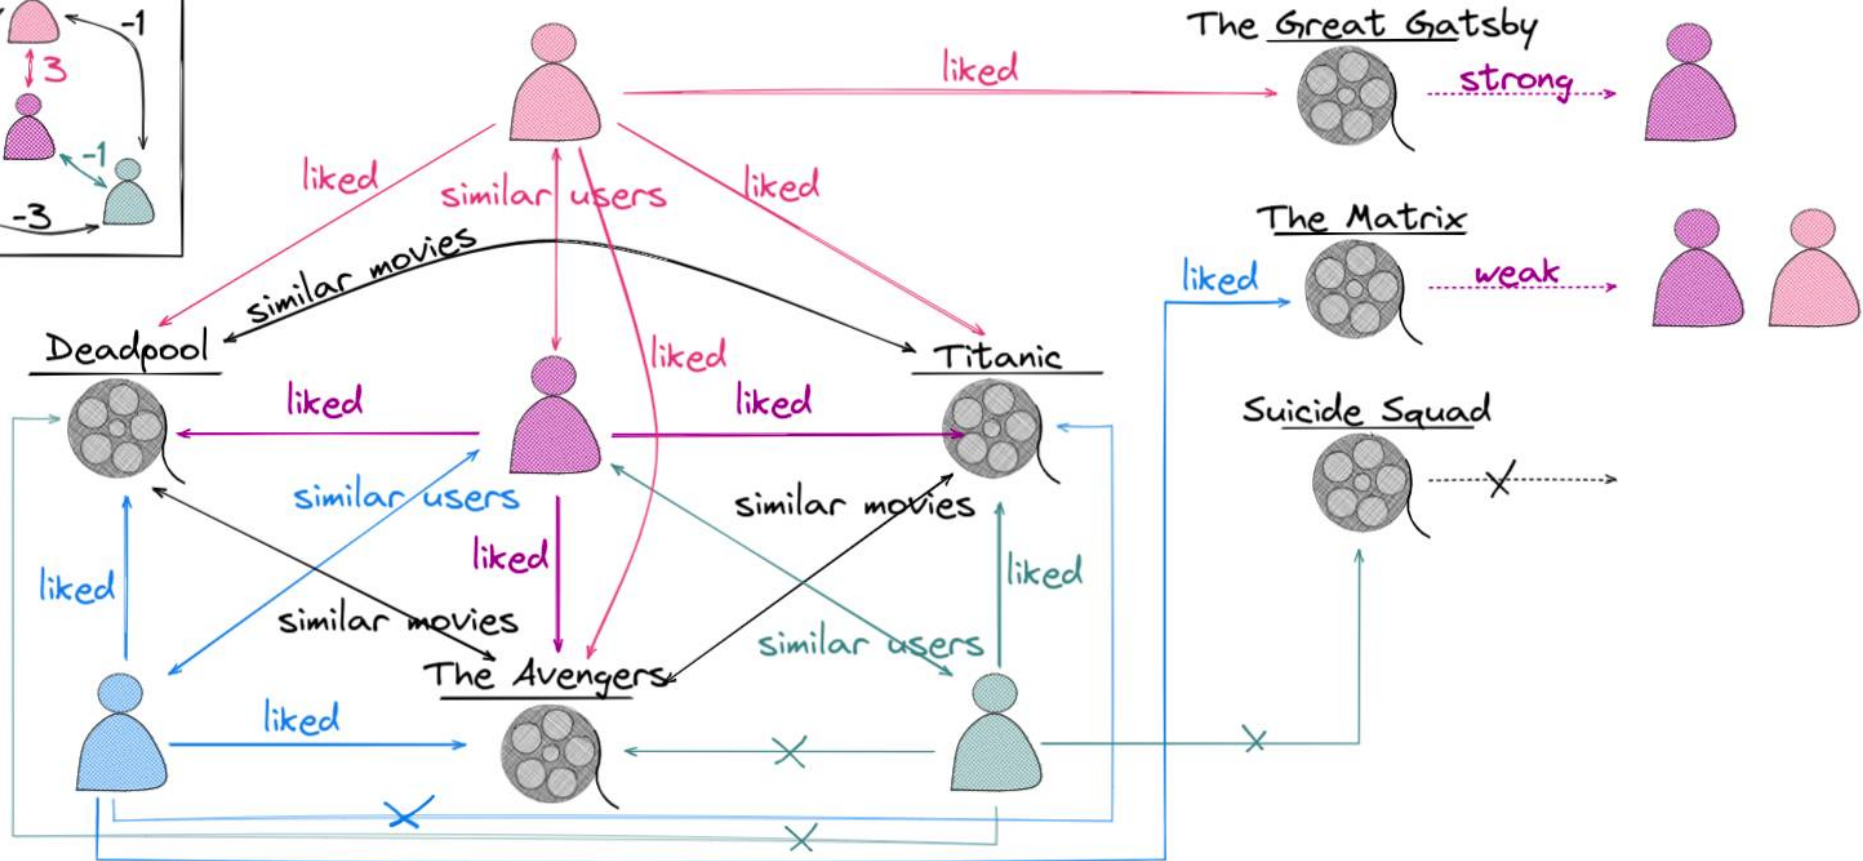 -1
The Great Gatsby
3
liked
strong
-1
liked
similar users
liked
-3
The Matrix
similar movies
liked
weak
Deadpool
liked
Titanic
liked
liked
Suicide Squad
similar users
similar movies
liked
liked
liked
similar movies
similar users
The Avengers
liked